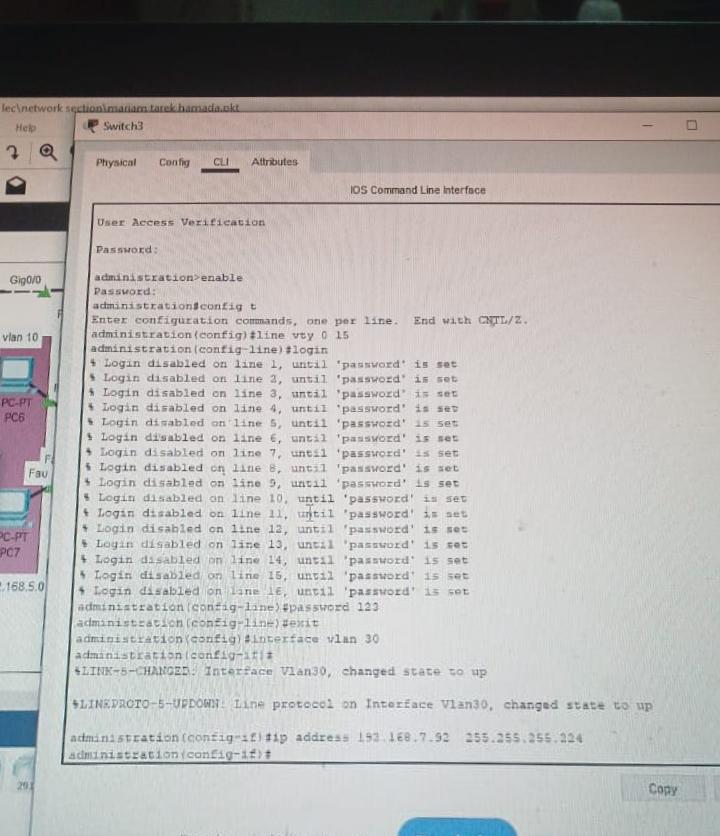 lec\network section\mariam tarek hamada.pkt
Help
Switch3
Physical Config CLI Attributes
IOS Command Line Interface
User Access Verification
Password:
administration>enable
Password:
administration#config t
Enter configuration commands, one per line. End with CNTL/Z.
administration(config)#line vty 0 15
administration(config-line)#login
% Login disabled on line 1, until 'password' is set
% Login disabled on line 2, until 'password' is set
% Login disabled on line 3, until 'password' is set
% Login disabled on line 4, until 'password' is set
% Login disabled on line 5, until 'password' is set
% Login disabled on line 6, until 'password' is set
% Login disabled on line 7, until 'password' is set
% Login disabled on line 8, until 'password' is set
% Login disabled on line 9, until 'password' is set
% Login disabled on line 10, until 'password' is set
% Login disabled on line 11, until 'password' is set
% Login disabled on line 12, until 'password' is set
% Login disabled on line 13, until 'password' is set
% Login disabled on line 14, until 'password' is set
% Login disabled on line 15, until 'password' is set
% Login disabled on line 16, until 'password' is set
administration(config-line)#password 123
administration(config-line)#exit
administration(config)#interface vlan 30
administration(config-if)#
%LINK-5-CHANGED: Interface Vlan30, changed state to up
%LINEPROTO-5-UPDOWN: Line protocol on Interface Vlan30, changed state to up
administration(config-if)#ip address 192.168.7.92 255.255.255.224
administration(config-if)#
Copy
Gig0/0
vlan 10
PC-PT
PC6
Fau
PC-PT
PC7
.168.5.0